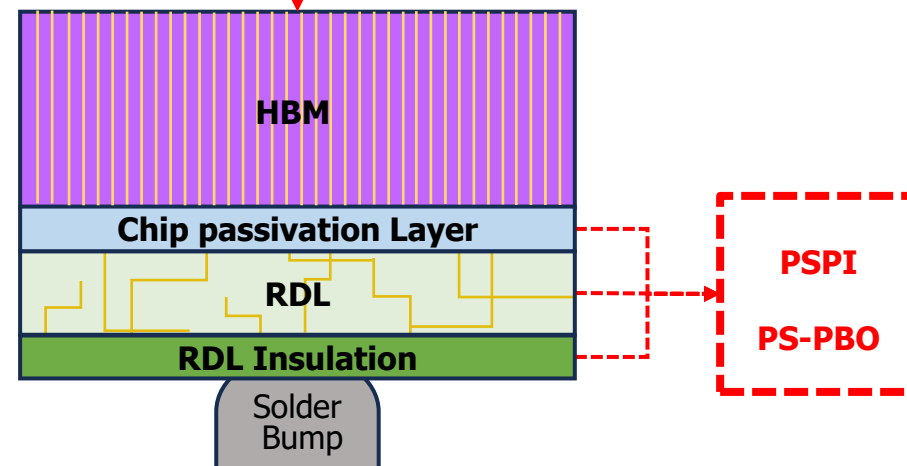 HBM
Chip passivation Layer
RDL
RDL Insulation
Solder
Bump
PSPI
PS-PBO